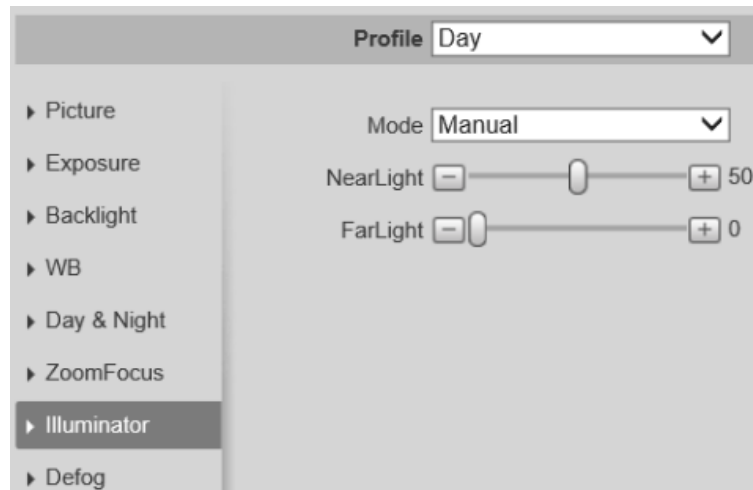 Profile Day
Picture
Mode Manual
Exposure
NearLight 50
Backlight
FarLight 0
WB
Day & Night
ZoomFocus
Illuminator
Defog